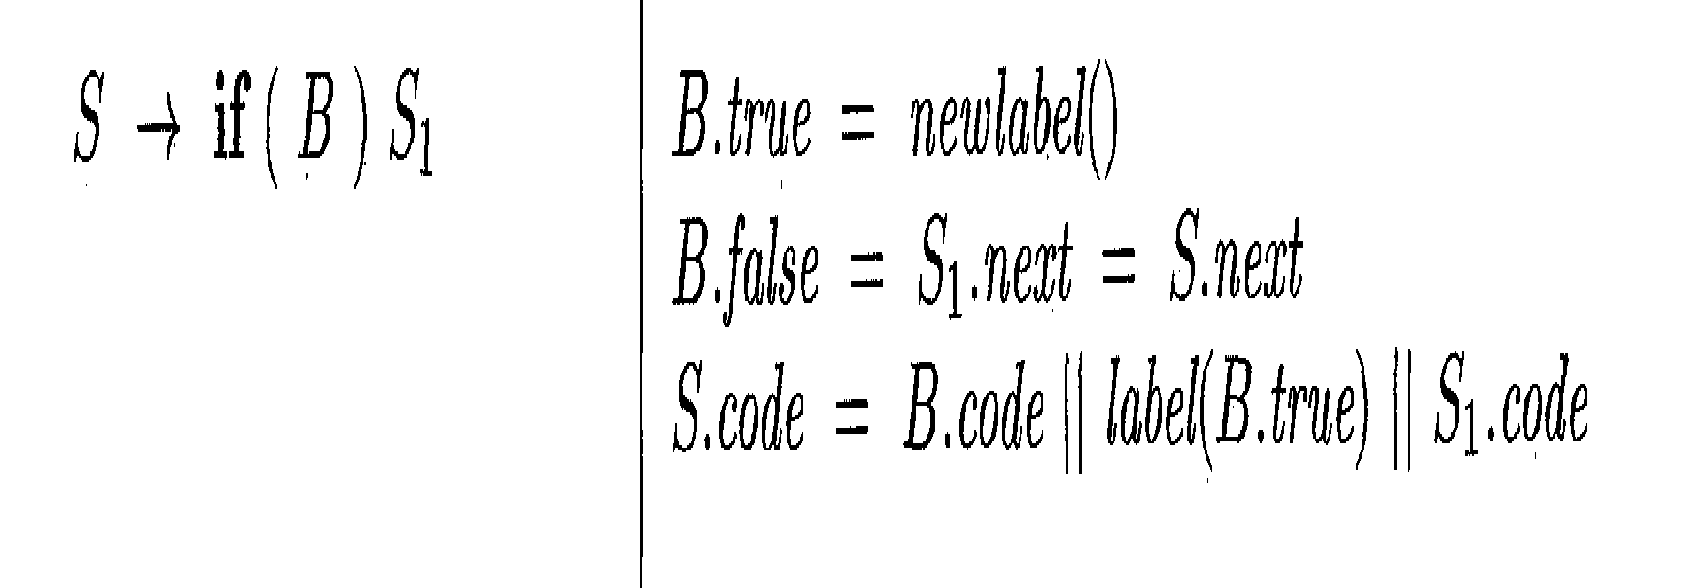 S → if ( B ) S₁
B.true = newlabel()
B.false = S₁.next = S.next
S.code = B.code || label(B.true) || S₁.code